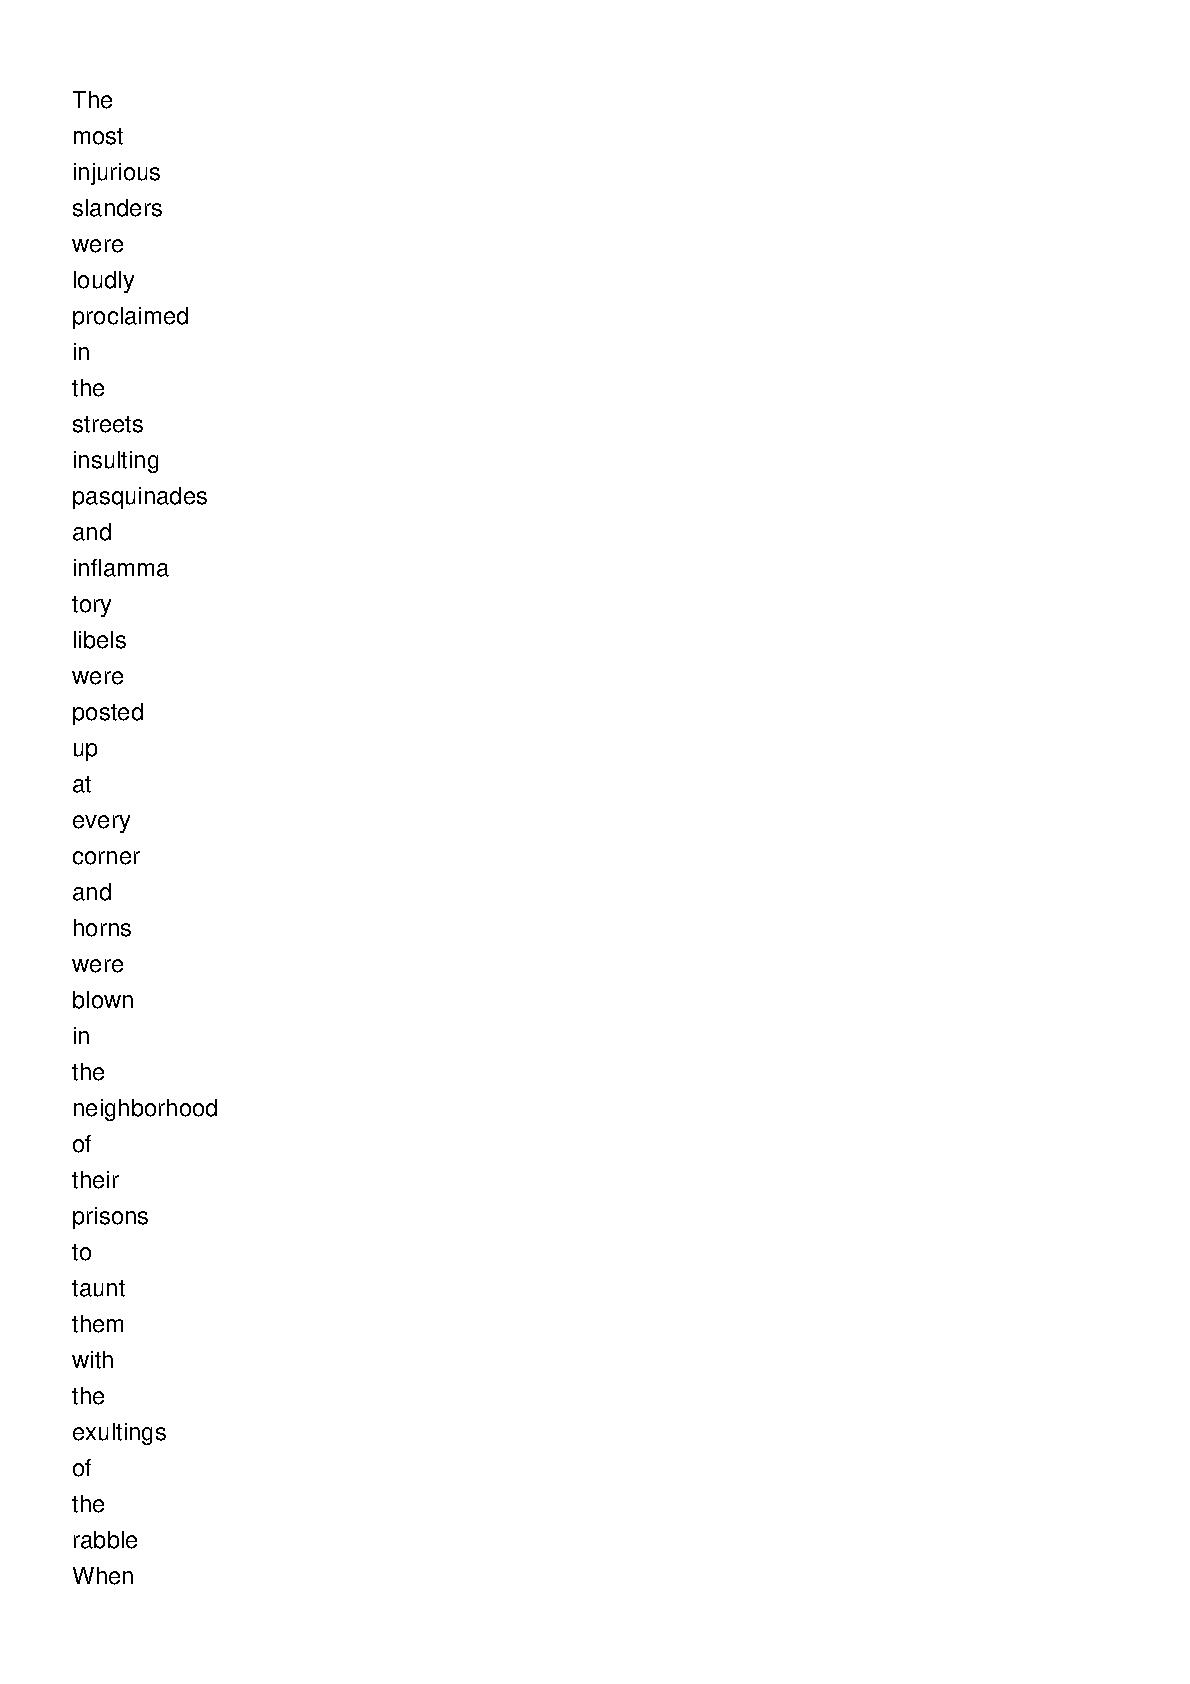 The
most
injurious
slanders
were
loudly
proclaimed
in
the
streets
insulting
pasquinades
and
inflamma
tory
libels
were
posted
up
at
every
corner
and
horns
were
blown
in
the
neighborhood
of
their
prisons
to
taunt
them
with
the
exultings
of
the
rabble
When